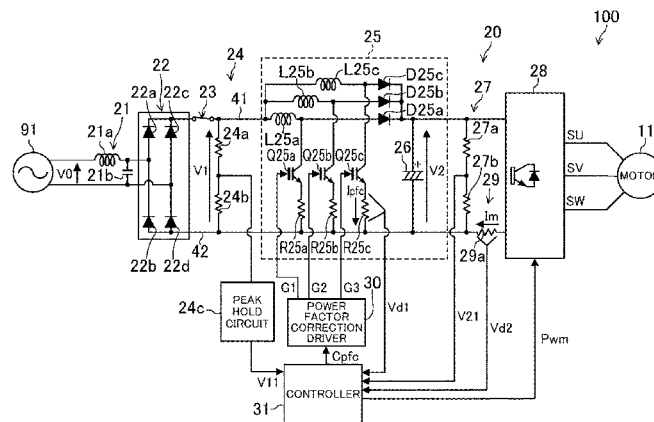 100
20
25
24
L25c
L25b
D25c
D25b
D25a
22
22a
22c
23
41
27
28
21
91
21a
24a
L25a
27a
SU
11
V0
21b
V1
Q25a
Q25b
Q25c
26
V2
27b
SV
MOTOR
24b
Ipfc
29
SW
Im
22b
22d
42
R25a
R25b
R25c
29a
24c
G1
G2
G3
30
PEAK
HOLD
CIRCUIT
POWER
FACTOR
CORRECTION
DRIVER
Vd1
V21
Vd2
Pwm
Cpfc
V11
CONTROLLER
31